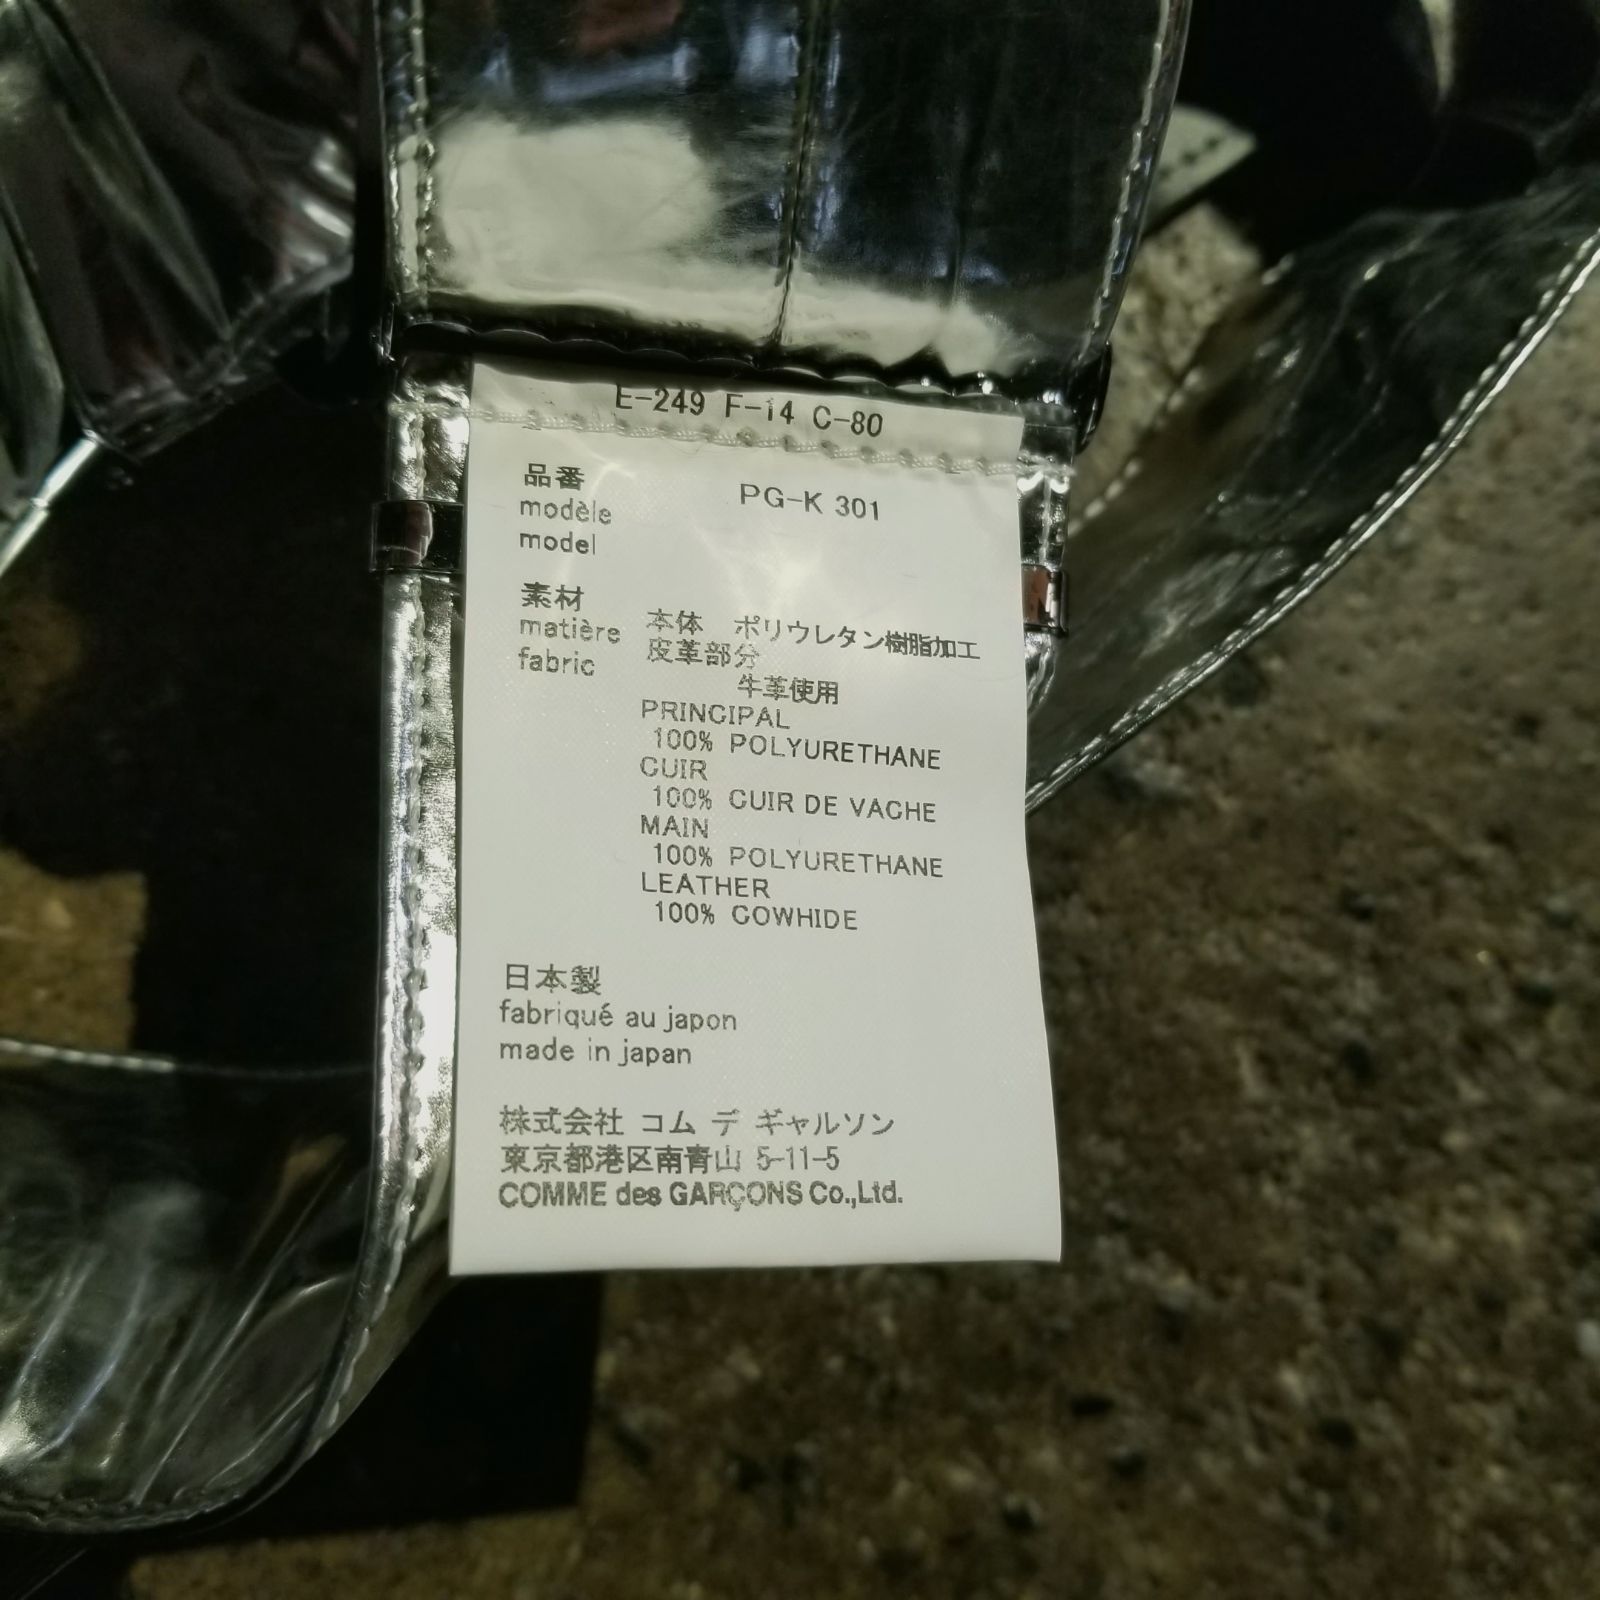 E-249 F-14 C-80
品番
modèle
model
PG-K 301
素材
matière
fabric
本体 ポリウレタン樹脂加工
皮革部分
牛革使用
PRINCIPAL
100% POLYURETHANE
CUIR
100% CUIR DE VACHE
MAIN
100% POLYURETHANE
LEATHER
100% COWHIDE
日本製
fabriqué au japon
made in japan
株式会社 コム デ ギャルソン
東京都港区南青山 5-11-5
COMME des GARÇONS Co.,Ltd.